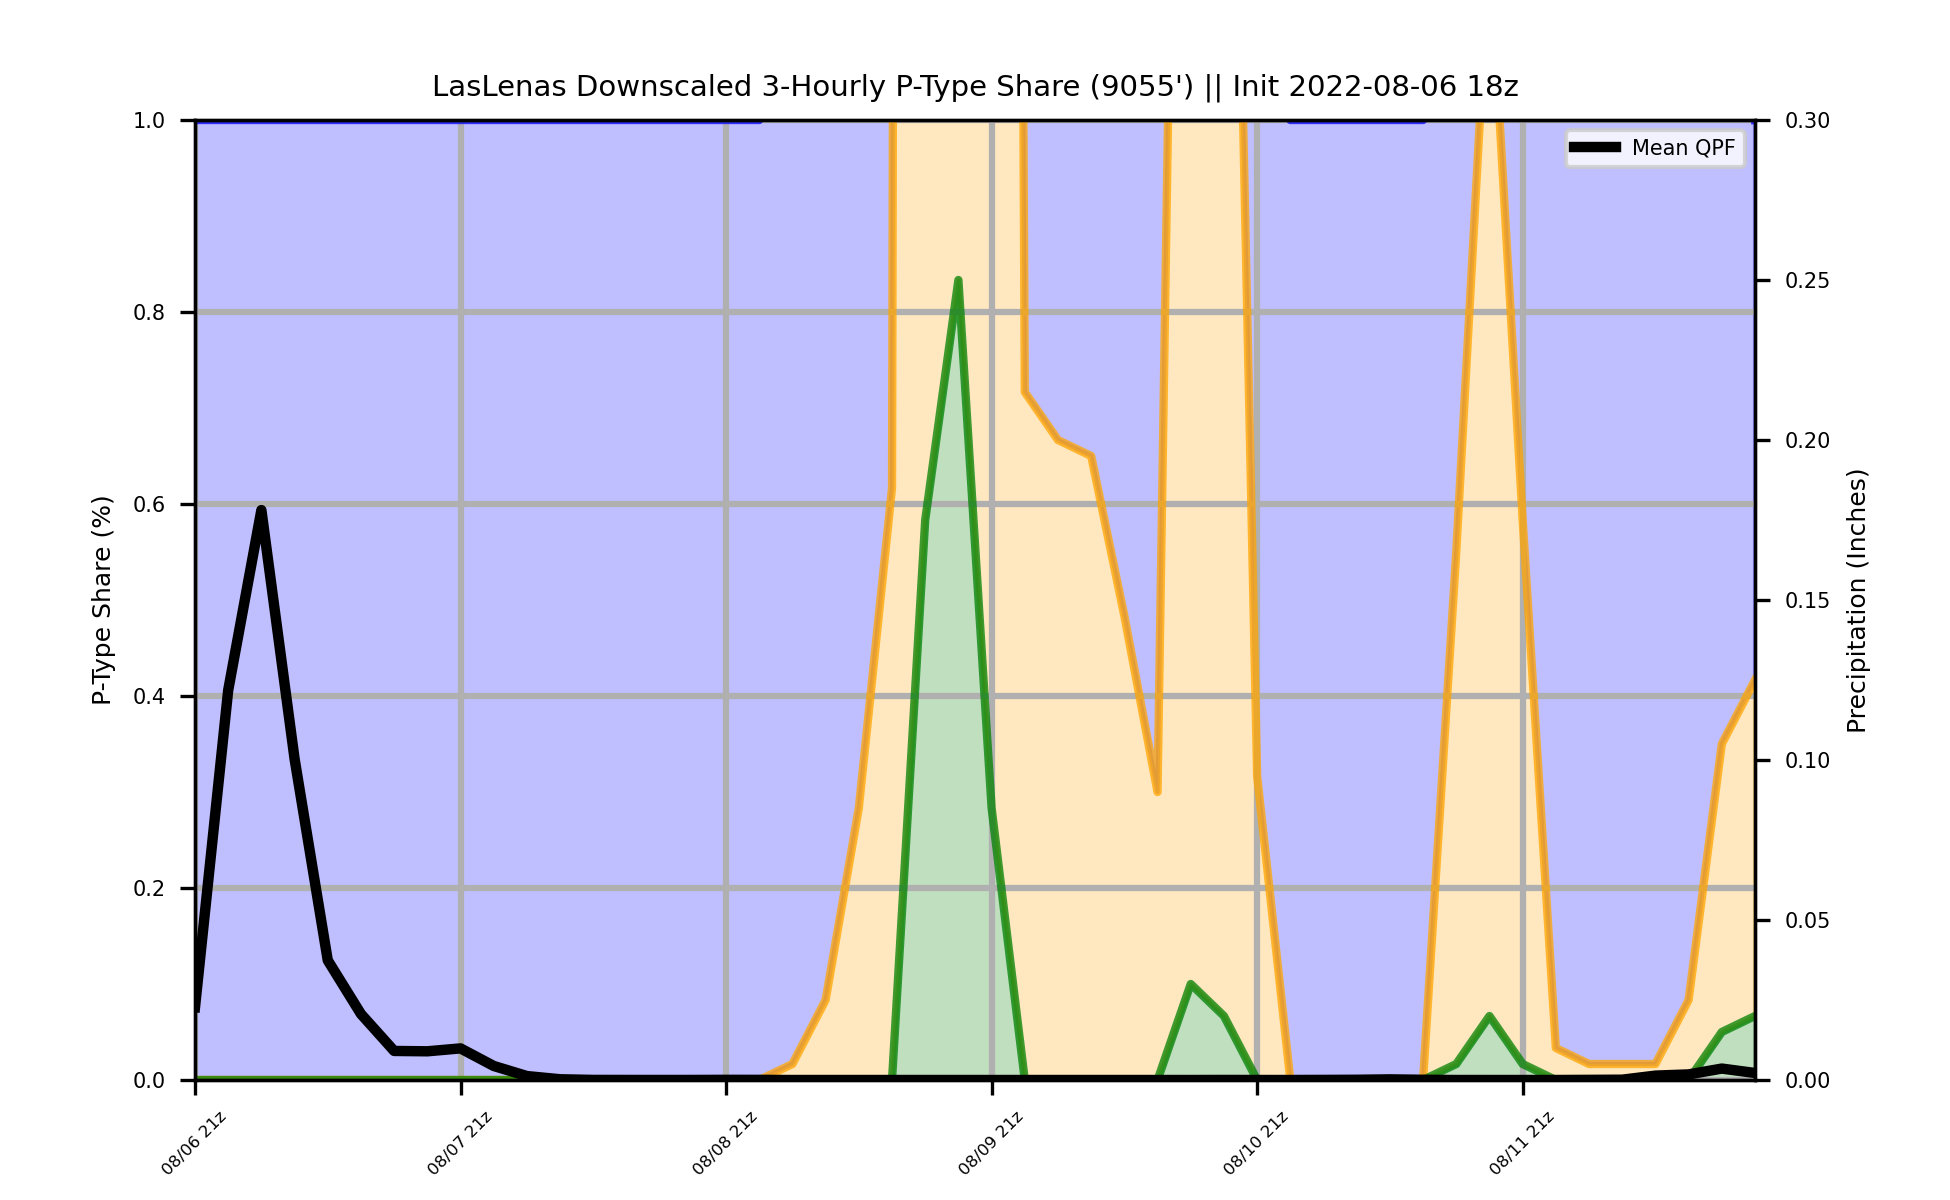 LasLenas Downscaled 3-Hourly P-Type Share (9055') || Init 2022-08-06 18z
1.0
0.8
0.6
0.4
0.2
0.0
P-Type Share (%)
Mean QPF
0.30
0.25
0.20
0.15
0.10
0.05
0.00
Precipitation (Inches)
08/06 21z
08/07 21z
08/08 21z
08/09 21z
08/10 21z
08/11 21z